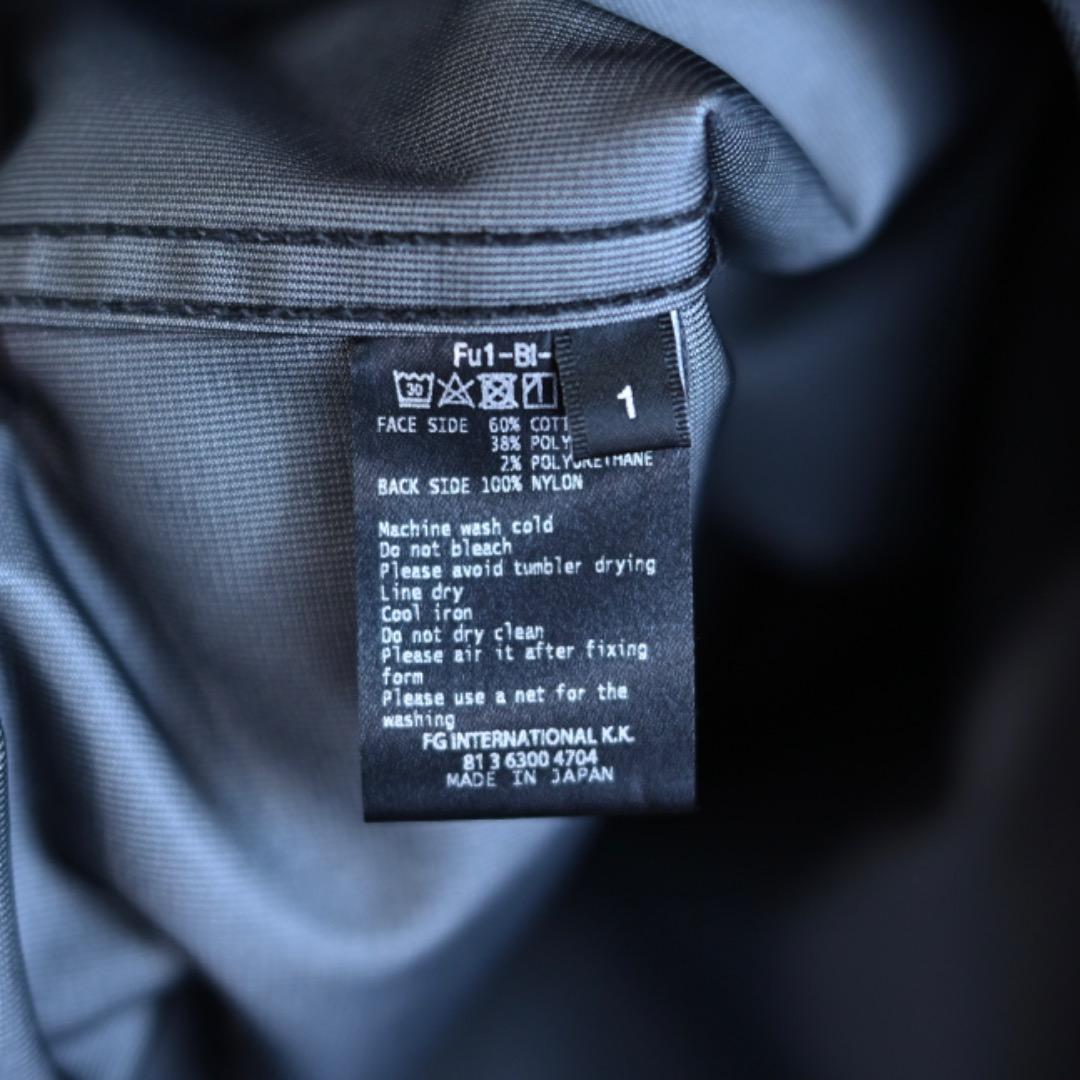 Fu1-Bl-
30
1
FACE SIDE 60% COTT
38% POLY
2% POLYURETHANE
BACK SIDE 100% NYLON
Machine wash cold
Do not bleach
Please avoid tumbler drying
Line dry
Cool iron
Do not dry clean
Please air it after fixing
form
Please use a net for the
washing
FG INTERNATIONAL K.K.
81 3 6300 4704
MADE IN JAPAN